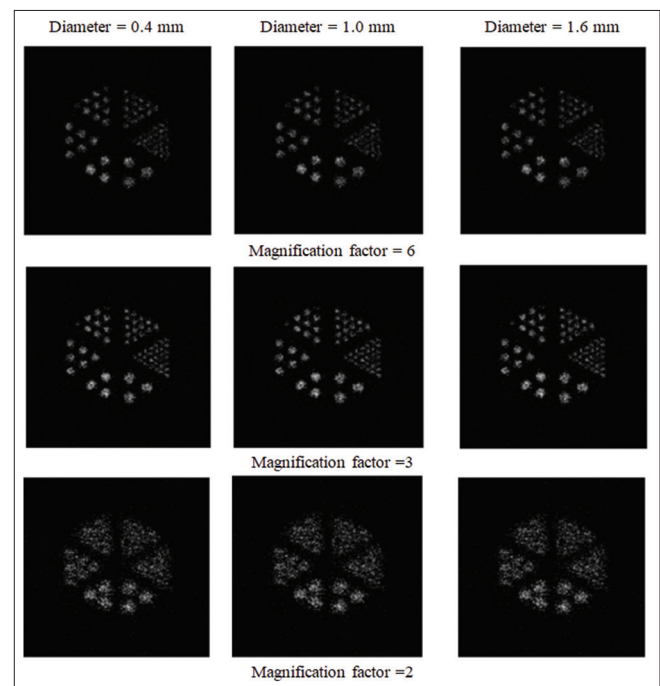 Diameter = 0.4 mm Diameter = 1.0 mm Diameter = 1.6 mm
Magnification factor = 6
Magnification factor =3
Magnification factor =2